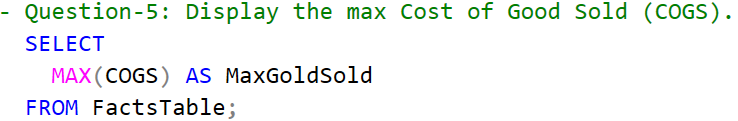 - Question-5: Display the max Cost of Good Sold (COGS).
SELECT
MAX(COGS) AS MaxGoldSold
FROM FactsTable;